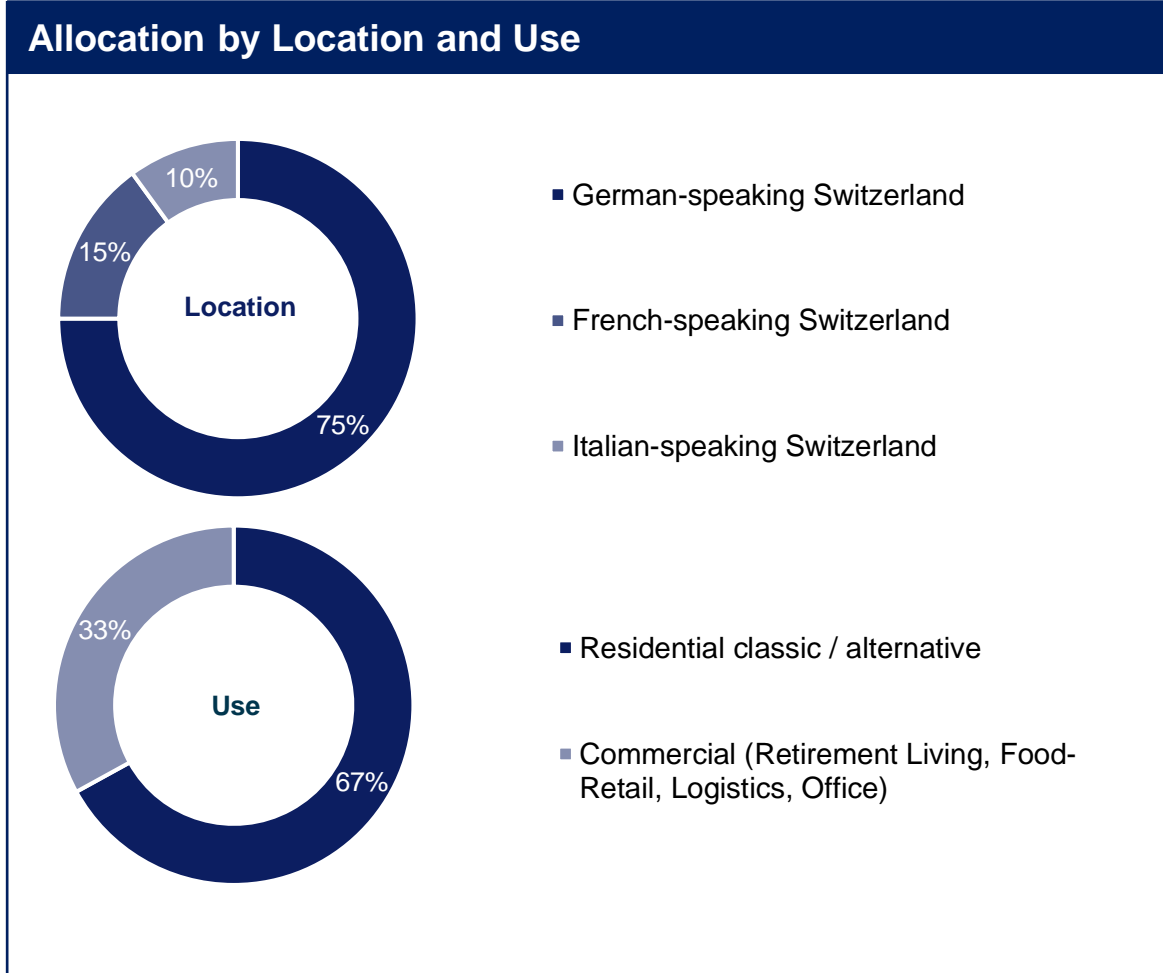 Allocation by Location and Use
10%
15%
Location
75%
German-speaking Switzerland
French-speaking Switzerland
Italian-speaking Switzerland
33%
Use
67%
Residential classic / alternative
Commercial (Retirement Living, Food-
Retail, Logistics, Office)